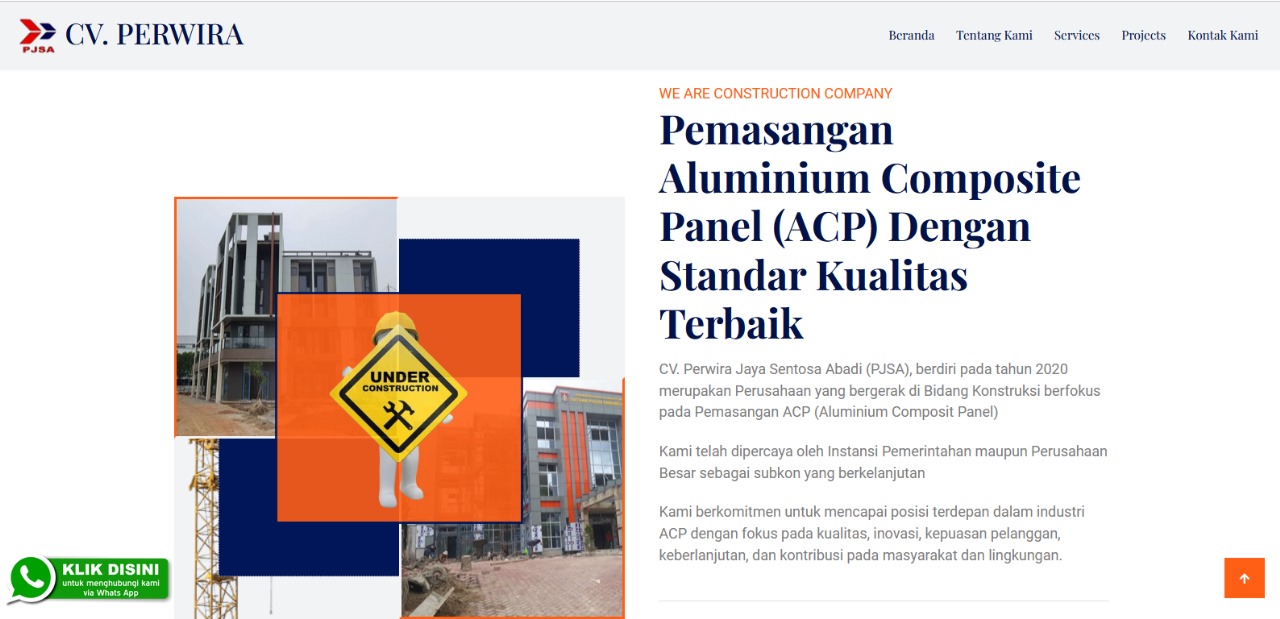 PJSA
CV. PERWIRA
Beranda
Tentang Kami
Services
Projects
Kontak Kami
WE ARE CONSTRUCTION COMPANY
Pemasangan
Aluminium Composite
Panel (ACP) Dengan
Standar Kualitas
Terbaik
CV. Perwira Jaya Sentosa Abadi (PJSA), berdiri pada tahun 2020
merupakan Perusahaan yang bergerak di Bidang Konstruksi berfokus
pada Pemasangan ACP (Aluminium Composit Panel)
Kami telah dipercaya oleh Instansi Pemerintahan maupun Perusahaan
Besar sebagai subkon yang berkelanjutan
Kami berkomitmen untuk mencapai posisi terdepan dalam industri
ACP dengan fokus pada kualitas, inovasi, kepuasan pelanggan,
keberlanjutan, dan kontribusi pada masyarakat dan lingkungan.
UNDER
CONSTRUCTION
KLIK DISINI
untuk menghubungi kami
via Whats App